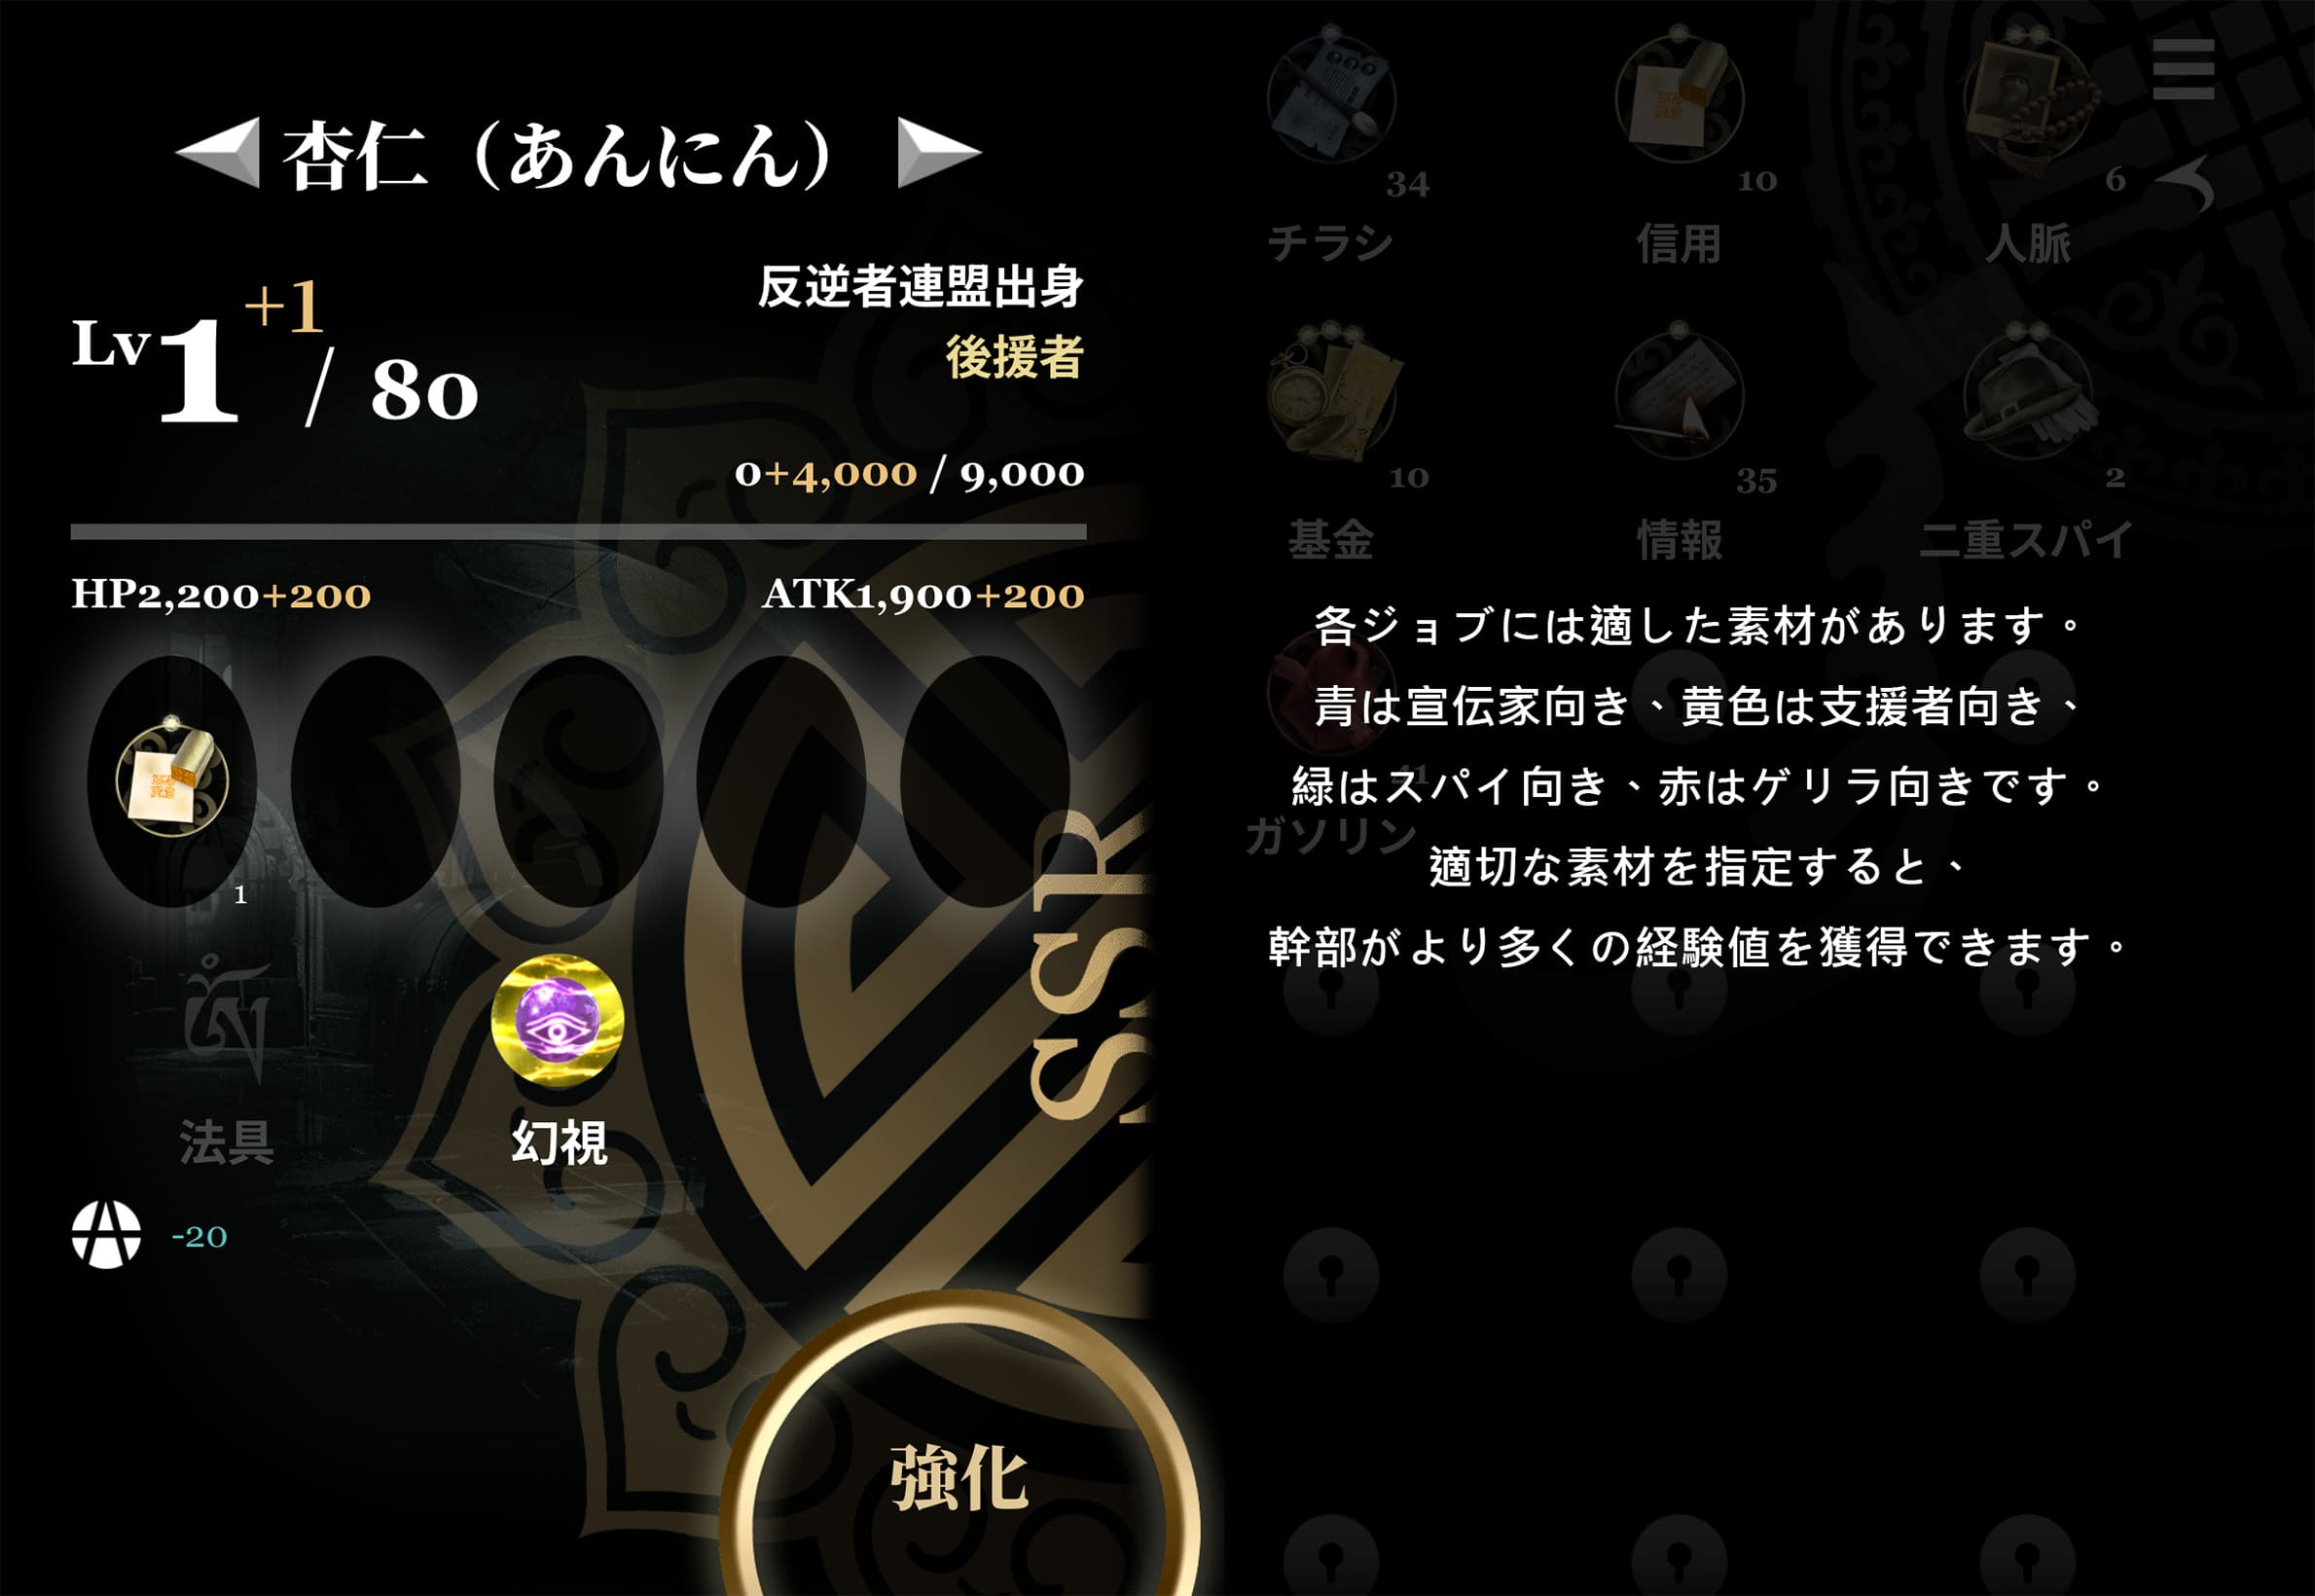 杏仁（あんにん）
Lv1+1 / 80
反逆者連盟出身
後援者
0+4,000 / 9,000
HP2,200+200
ATK1,900+200
1
SSR
法具
幻視
-20
強化
34
10
6
チラシ
信用
人脈
10
35
2
基金
情報
二重スパイ
各ジョブには適した素材があります。
青は宣伝家向き、黄色は支援者向き、
緑はスパイ向き、赤はゲリラ向きです。
適切な素材を指定すると、
幹部がより多くの経験値を獲得できます。
41
ガソリン